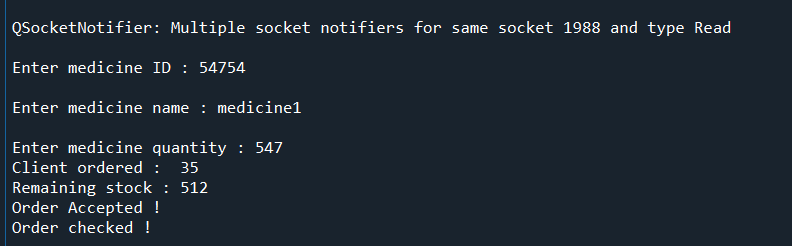 QSocketNotifier: Multiple socket notifiers for same socket 1988 and type Read
Enter medicine ID : 54754
Enter medicine name : medicine1
Enter medicine quantity : 547
Client ordered :  35
Remaining stock : 512
Order Accepted !
Order checked !